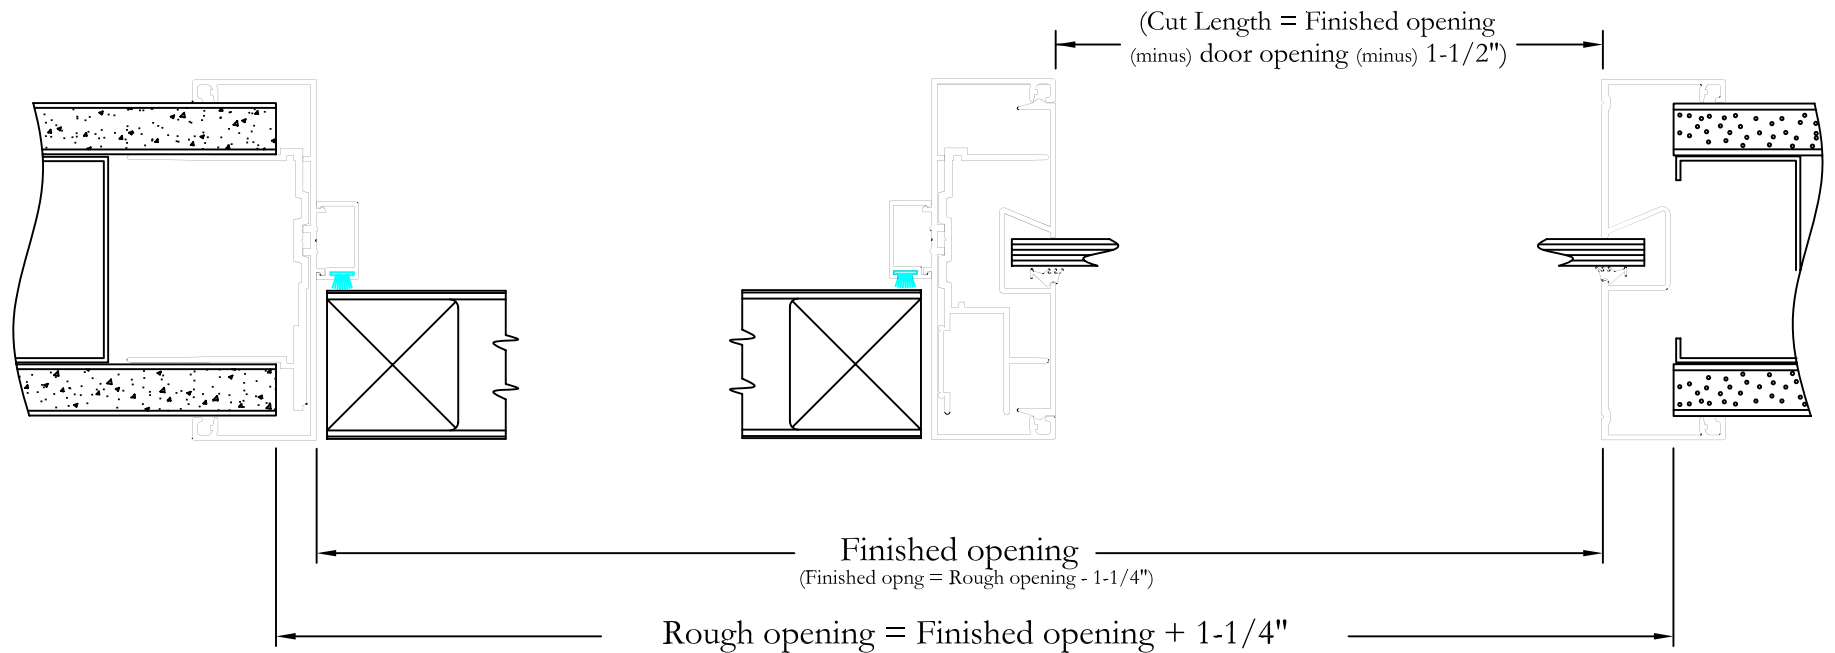 (Cut Length = Finished opening
(minus) door opening (minus) 1-1/2")
Finished opening
(Finished opng = Rough opening - 1-1/4")
Rough opening = Finished opening + 1-1/4"